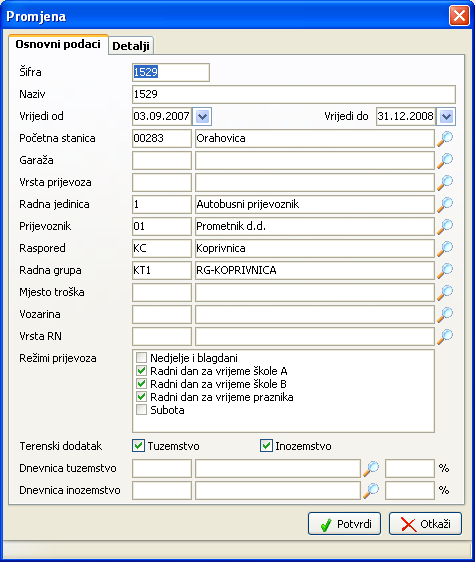 Promjena
Osnovni podaci Detalji
Šifra 1529
Naziv 1529
Vrijedi od 03.09.2007 Vrijedi do 31.12.2008
Početna stanica 00283 Orahovica
Garaža
Vrsta prijevoza
Radna jedinica 1 Autobusni prijevoznik
Prijevoznik 01 Prometnik d.d.
Raspored KC Koprivnica
Radna grupa KT1 RG-KOPRIVNICA
Mjesto troška
Vozarina
Vrsta RN
Režimi prijevoza Nedjelje i blagdani
Radni dan za vrijeme škole A
Radni dan za vrijeme škole B
Radni dan za vrijeme praznika
Subota
Terenski dodatak Tuzemstvo Inozemstvo
Dnevnica tuzemstvo %
Dnevnica inozemstvo %
Potvrdi Otkaži